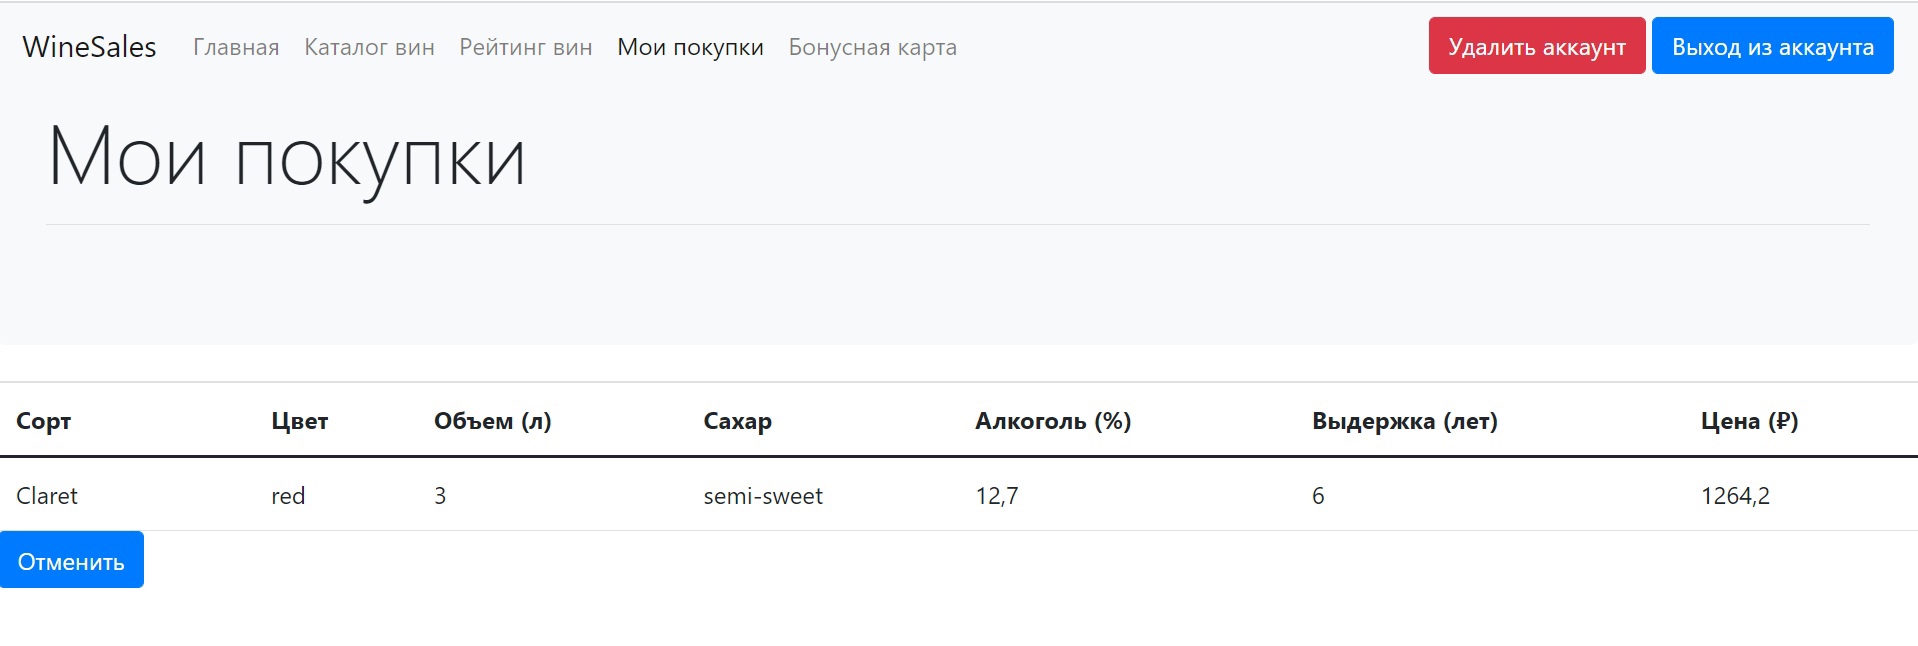 WineSales Главная Каталог вин Рейтинг вин Мои покупки Бонусная карта Удалить аккаунт Выход из аккаунта
Мои покупки
Сорт Цвет Объем (л) Сахар Алкоголь (%) Выдержка (лет) Цена (₽)
Claret red 3 semi-sweet 12,7 6 1264,2
Отменить